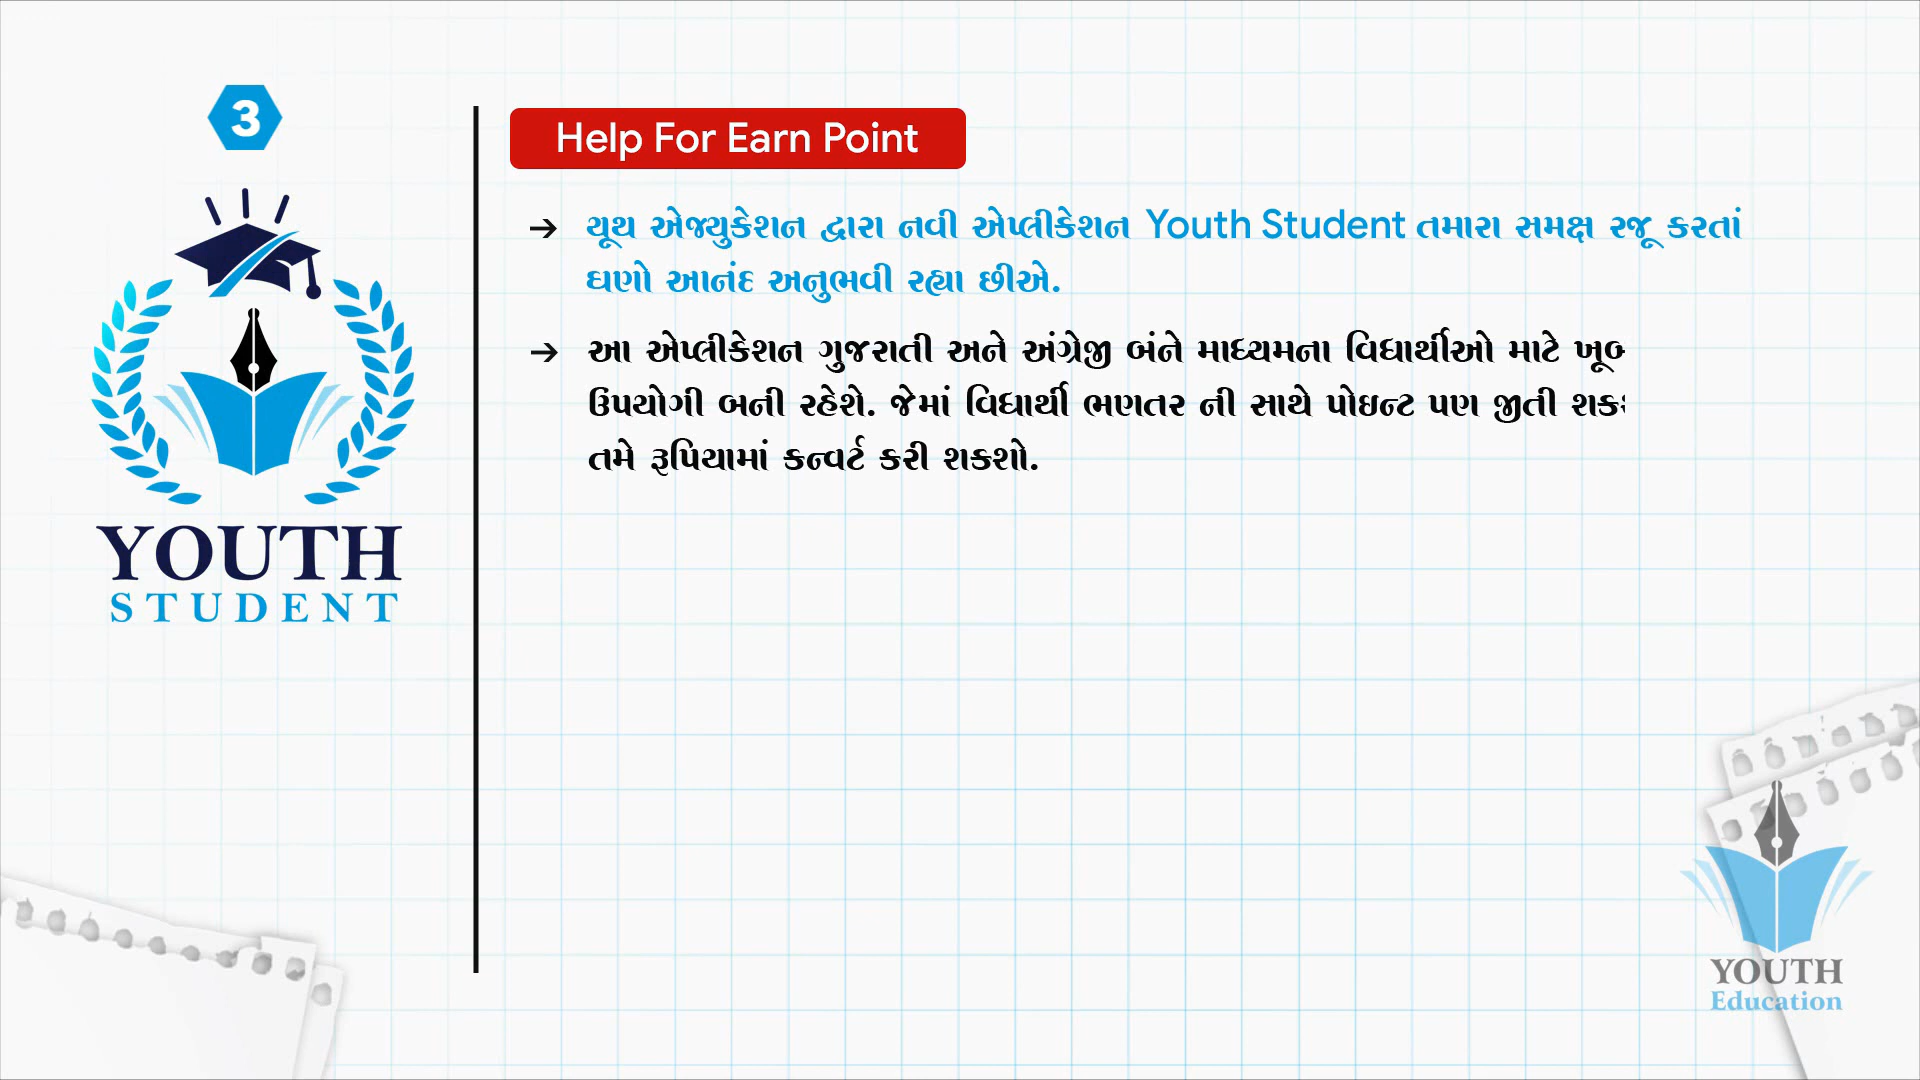 3
Help For Earn Point
→ યૂથ એજ્યુકેશન દ્વારા નવી એપ્લીકેશન Youth Student તમારા સમક્ષ રજૂ કરતાં
ઘણો આનંદ અનુભવી રહ્યા છીએ.
→ આ એપ્લીકેશન ગુજરાતી અને અંગ્રેજી બંને માધ્યમના વિદ્યાર્થીઓ માટે
ઉપયોગી બની રહેશે. જેમાં વિદ્યાર્થી ભણતર ની સાથે પોઇન્ટ પણ જીતી
તમે રૂપિયામાં કન્વર્ટ કરી શકશો.
YOUTH
STUDENT
YOUTH
Education